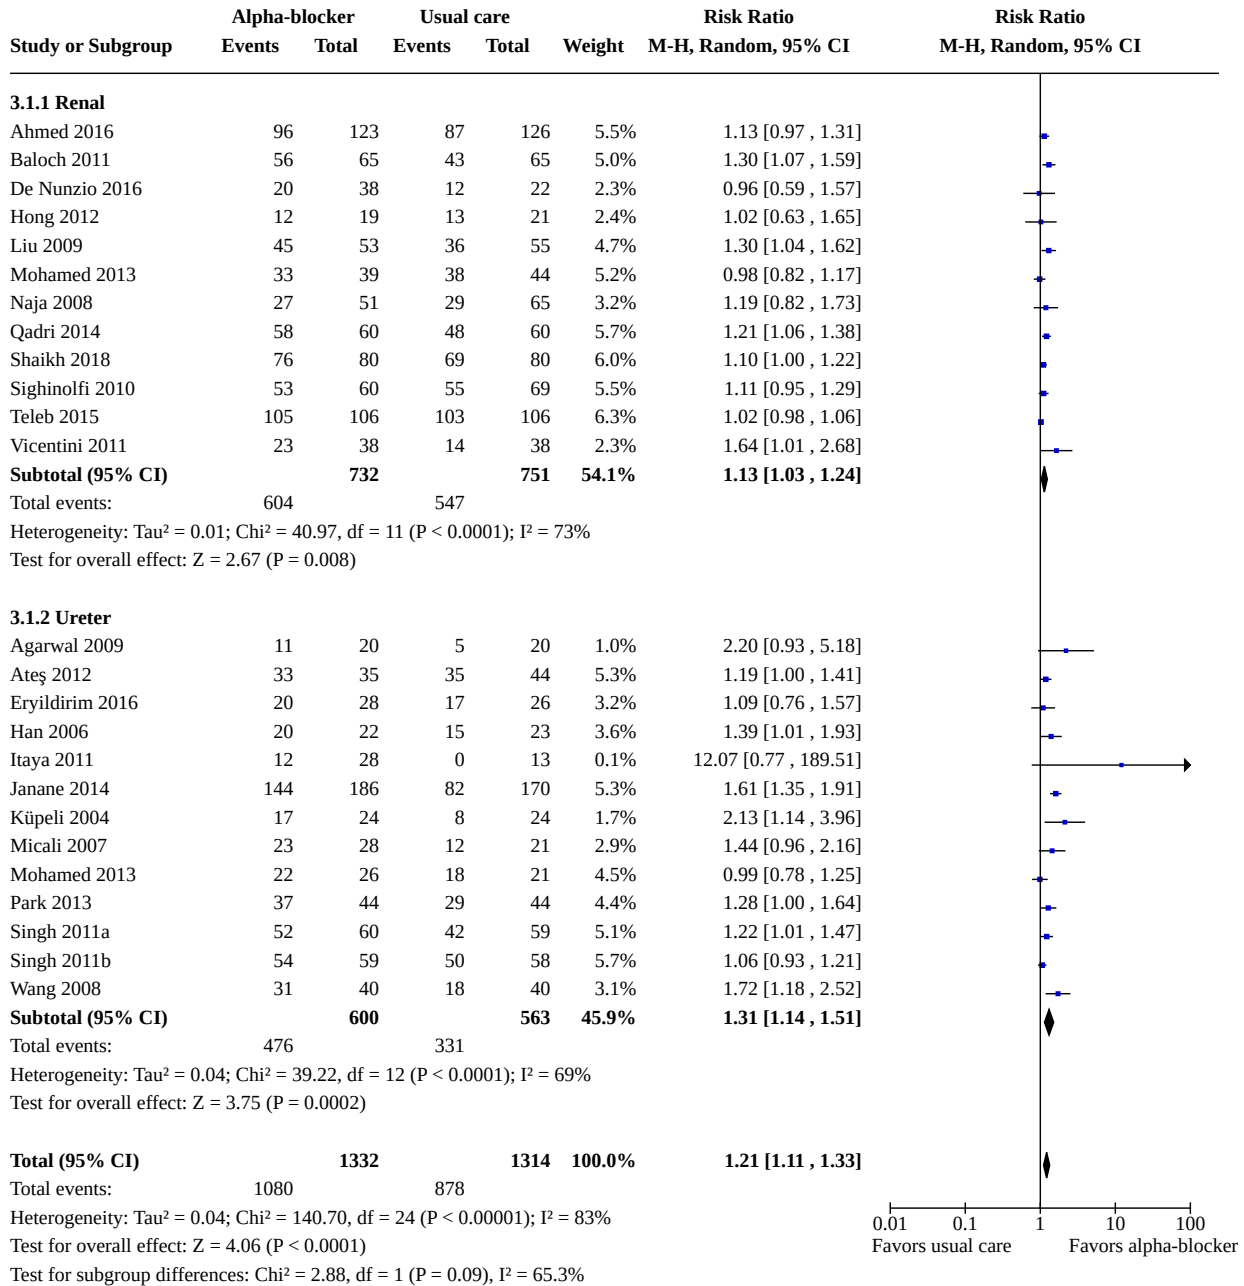 Alpha-blocker Usual care Risk Ratio Risk Ratio
Study or Subgroup Events Total Events Total Weight M-H, Random, 95% CI M-H, Random, 95% CI
3.1.1 Renal
Ahmed 2016 96 123 87 126 5.5% 1.13 [0.97 , 1.31]
Baloch 2011 56 65 43 65 5.0% 1.30 [1.07 , 1.59]
De Nunzio 2016 20 38 12 22 2.3% 0.96 [0.59 , 1.57]
Hong 2012 12 19 13 21 2.4% 1.02 [0.63 , 1.65]
Liu 2009 45 53 36 55 4.7% 1.30 [1.04 , 1.62]
Mohamed 2013 33 39 38 44 5.2% 0.98 [0.82 , 1.17]
Naja 2008 27 51 29 65 3.2% 1.19 [0.82 , 1.73]
Qadri 2014 58 60 48 60 5.7% 1.21 [1.06 , 1.38]
Shaikh 2018 76 80 69 80 6.0% 1.10 [1.00 , 1.22]
Sighinolfi 2010 53 60 55 69 5.5% 1.11 [0.95 , 1.29]
Teleb 2015 105 106 103 106 6.3% 1.02 [0.98 , 1.06]
Vicentini 2011 23 38 14 38 2.3% 1.64 [1.01 , 2.68]
Subtotal (95% CI) 732 751 54.1% 1.13 [1.03 , 1.24]
Total events: 604 547
Heterogeneity: Tau² = 0.01; Chi² = 40.97, df = 11 (P < 0.0001); I² = 73%
Test for overall effect: Z = 2.67 (P = 0.008)
3.1.2 Ureter
Agarwal 2009 11 20 5 20 1.0% 2.20 [0.93 , 5.18]
Ateş 2012 33 35 35 44 5.3% 1.19 [1.00 , 1.41]
Eryildirim 2016 20 28 17 26 3.2% 1.09 [0.76 , 1.57]
Han 2006 20 22 15 23 3.6% 1.39 [1.01 , 1.93]
Itaya 2011 12 28 0 13 0.1% 12.07 [0.77 , 189.51]
Janane 2014 144 186 82 170 5.3% 1.61 [1.35 , 1.91]
Küpeli 2004 17 24 8 24 1.7% 2.13 [1.14 , 3.96]
Micali 2007 23 28 12 21 2.9% 1.44 [0.96 , 2.16]
Mohamed 2013 22 26 18 21 4.5% 0.99 [0.78 , 1.25]
Park 2013 37 44 29 44 4.4% 1.28 [1.00 , 1.64]
Singh 2011a 52 60 42 59 5.1% 1.22 [1.01 , 1.47]
Singh 2011b 54 59 50 58 5.7% 1.06 [0.93 , 1.21]
Wang 2008 31 40 18 40 3.1% 1.72 [1.18 , 2.52]
Subtotal (95% CI) 600 563 45.9% 1.31 [1.14 , 1.51]
Total events: 476 331
Heterogeneity: Tau² = 0.04; Chi² = 39.22, df = 12 (P < 0.0001); I² = 69%
Test for overall effect: Z = 3.75 (P = 0.0002)
Total (95% CI) 1332 1314 100.0% 1.21 [1.11 , 1.33]
Total events: 1080 878
Heterogeneity: Tau² = 0.04; Chi² = 140.70, df = 24 (P < 0.00001); I² = 83%
0.01 0.1 1 10 100
Test for overall effect: Z = 4.06 (P < 0.0001) Favors usual care Favors alpha-blocker
Test for subgroup differences: Chi² = 2.88, df = 1 (P = 0.09), I² = 65.3%